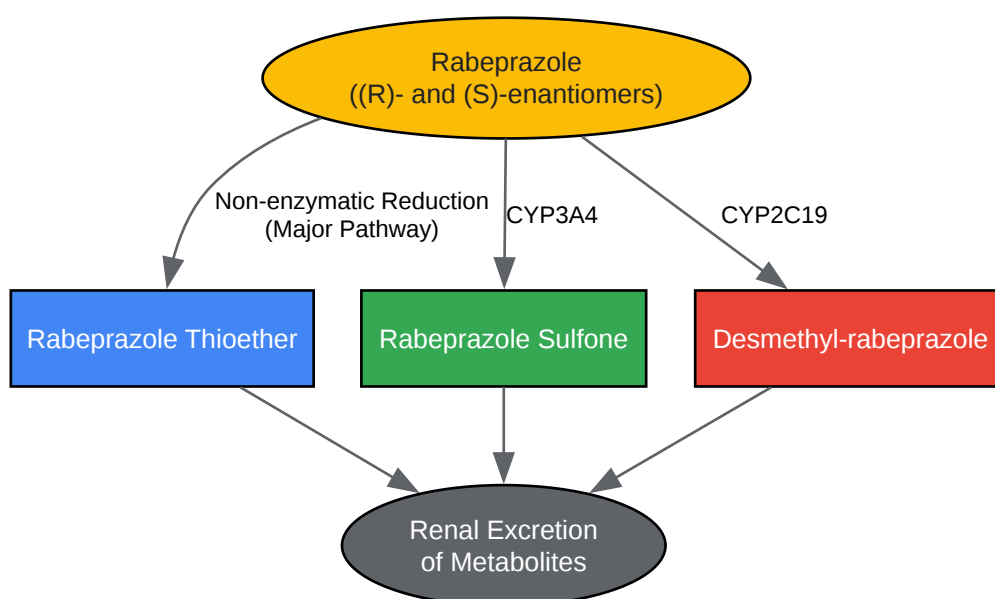 Rabeprazole
((R)- and (S)-enantiomers)
Non-enzymatic Reduction
(Major Pathway)
CYP3A4
CYP2C19
Rabeprazole Thioether
Rabeprazole Sulfone
Desmethyl-rabeprazole
Renal Excretion
of Metabolites